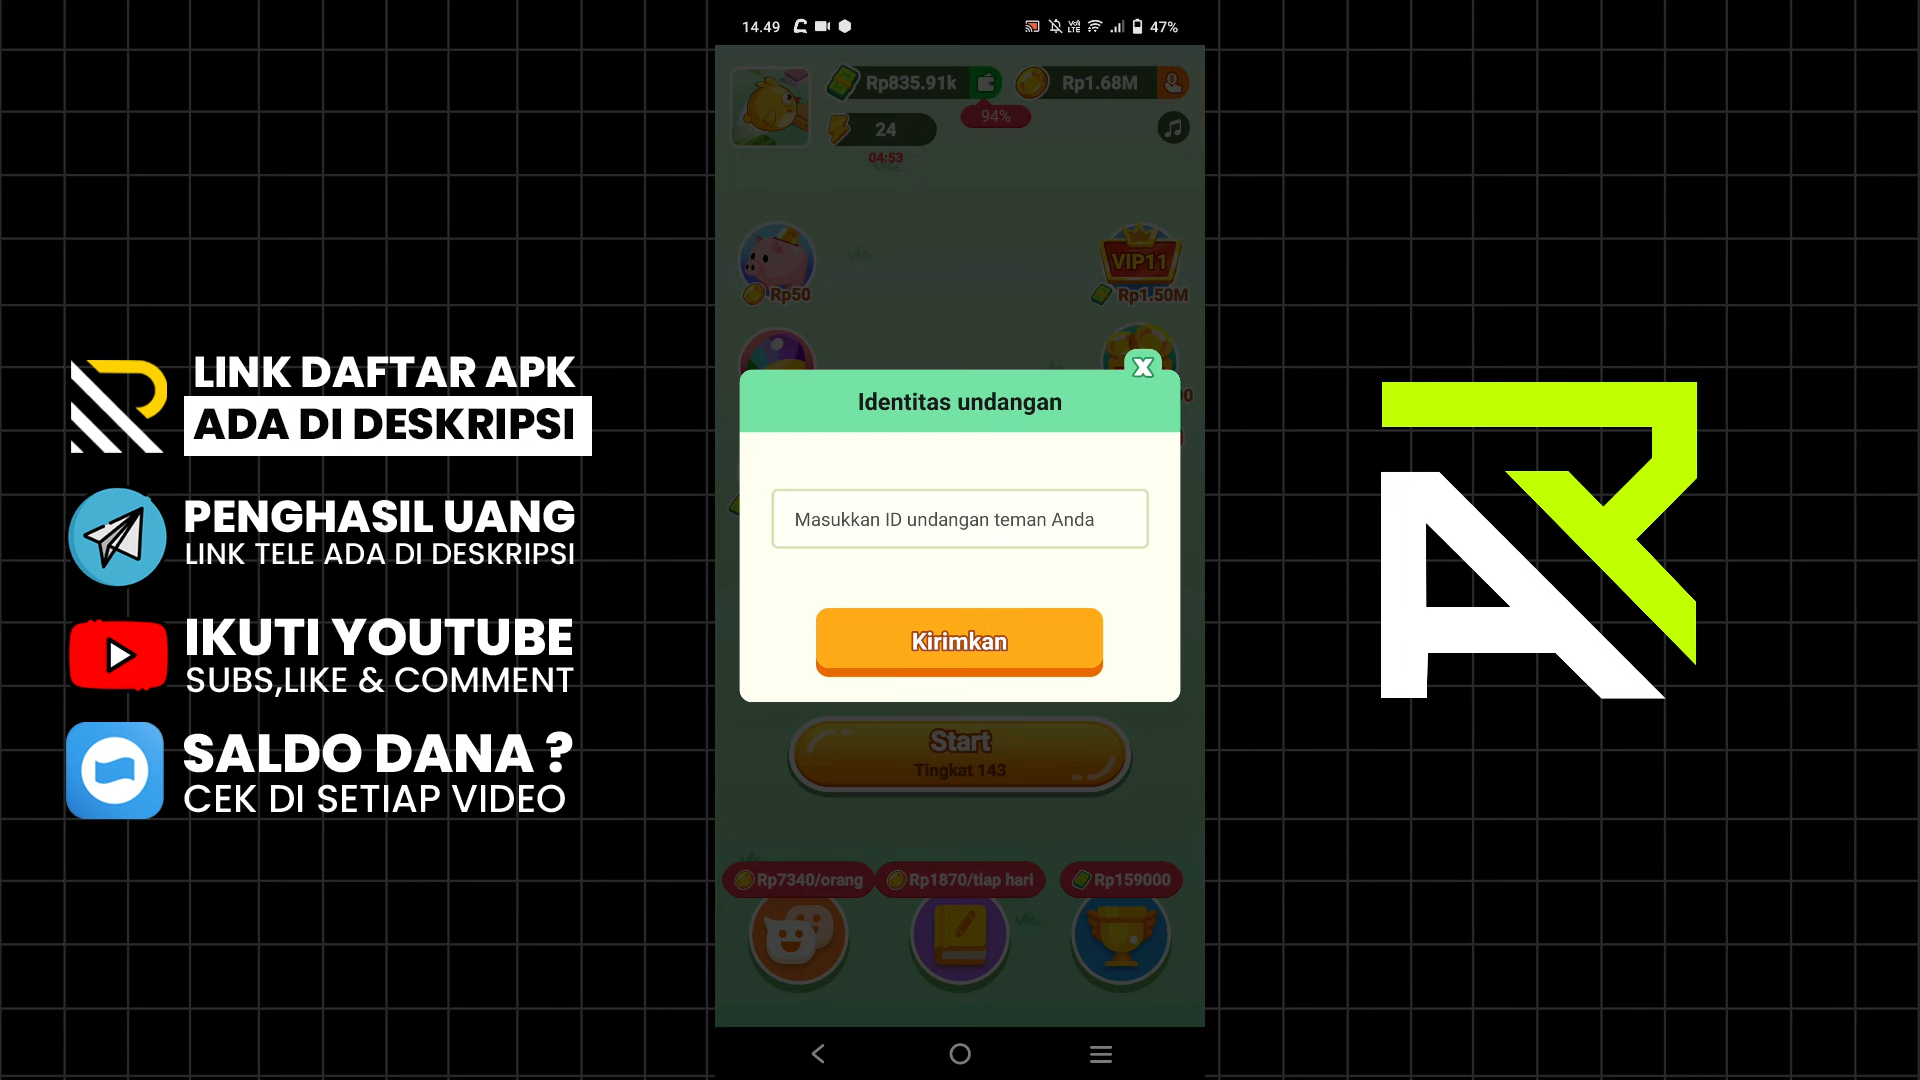 LINK DAFTAR APK
ADA DI DESKRIPSI
PENGHASIL UANG
LINK TELE ADA DI DESKRIPSI
IKUTI YOUTUBE
SUBS,LIKE & COMMENT
SALDO DANA ?
CEK DI SETIAP VIDEO
14.49
47%
Rp835.91k
Rp1.68M
94%
24
04:53
VIP11
Rp50
Rp1.50M
Identitas undangan
X
Masukkan ID undangan teman Anda
Kirimkan
Start
Tingkat 143
Rp7340/orang
Rp1870/tiap hari
Rp159000